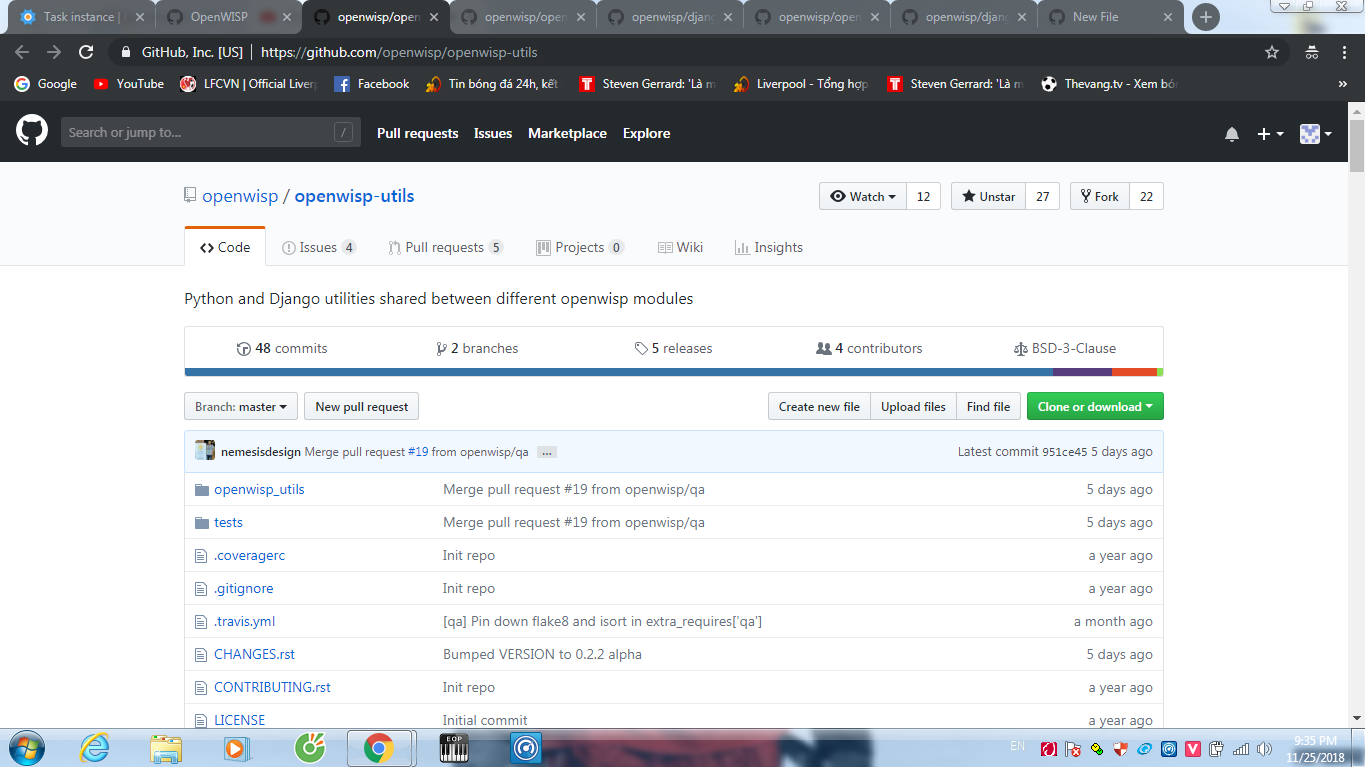 Task instance |
OpenWISP
openwisp/open
openwisp/open
openwisp/djang
openwisp/open
openwisp/djang
New File
GitHub, Inc. [US] | https://github.com/openwisp/openwisp-utils
Google
YouTube
LFCVN | Official Liver
Facebook
Tin bóng đá 24h, kết
Steven Gerrard: 'Là m
Liverpool - Tổng hợp
Steven Gerrard: 'Là m
Thevang.tv - Xem bó
»
Search or jump to...
/
Pull requests
Issues
Marketplace
Explore
openwisp / openwisp-utils
Watch 12
Unstar 27
Fork 22
Code
Issues 4
Pull requests 5
Projects 0
Wiki
Insights
Python and Django utilities shared between different openwisp modules
48 commits
2 branches
5 releases
4 contributors
BSD-3-Clause
Branch: master
New pull request
Create new file
Upload files
Find file
Clone or download
nemesisdesign Merge pull request #19 from openwisp/qa ...
Latest commit 951ce45 5 days ago
openwisp_utils
Merge pull request #19 from openwisp/qa
5 days ago
tests
Merge pull request #19 from openwisp/qa
5 days ago
.coveragerc
Init repo
a year ago
.gitignore
Init repo
a year ago
.travis.yml
[qa] Pin down flake8 and isort in extra_requires['qa']
a month ago
CHANGES.rst
Bumped VERSION to 0.2.2 alpha
5 days ago
CONTRIBUTING.rst
Init repo
a year ago
LICENSE
Initial commit
a year ago
EOP
EN
V
9:35 PM
11/25/2018